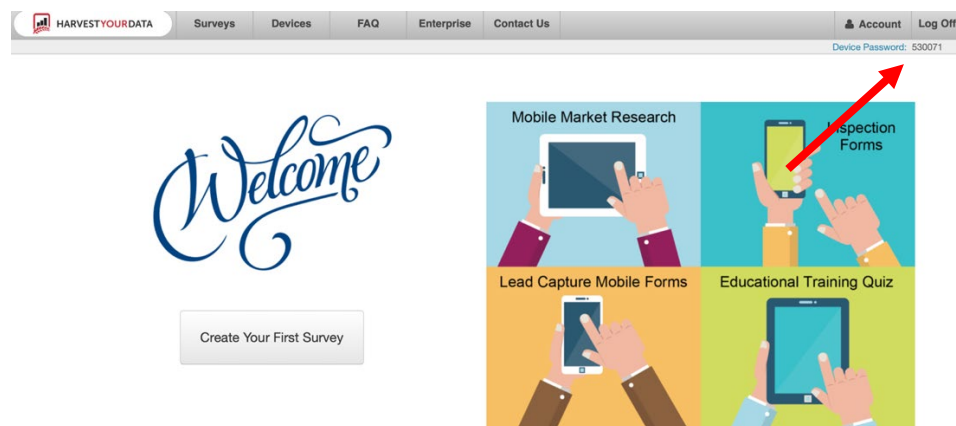 HARVESTYOURDATA Surveys Devices FAQ Enterprise Contact Us Account Log Off
Device Password: 530071
Welcome
Create Your First Survey
Mobile Market Research
Inspection
Forms
Lead Capture Mobile Forms
Educational Training Quiz